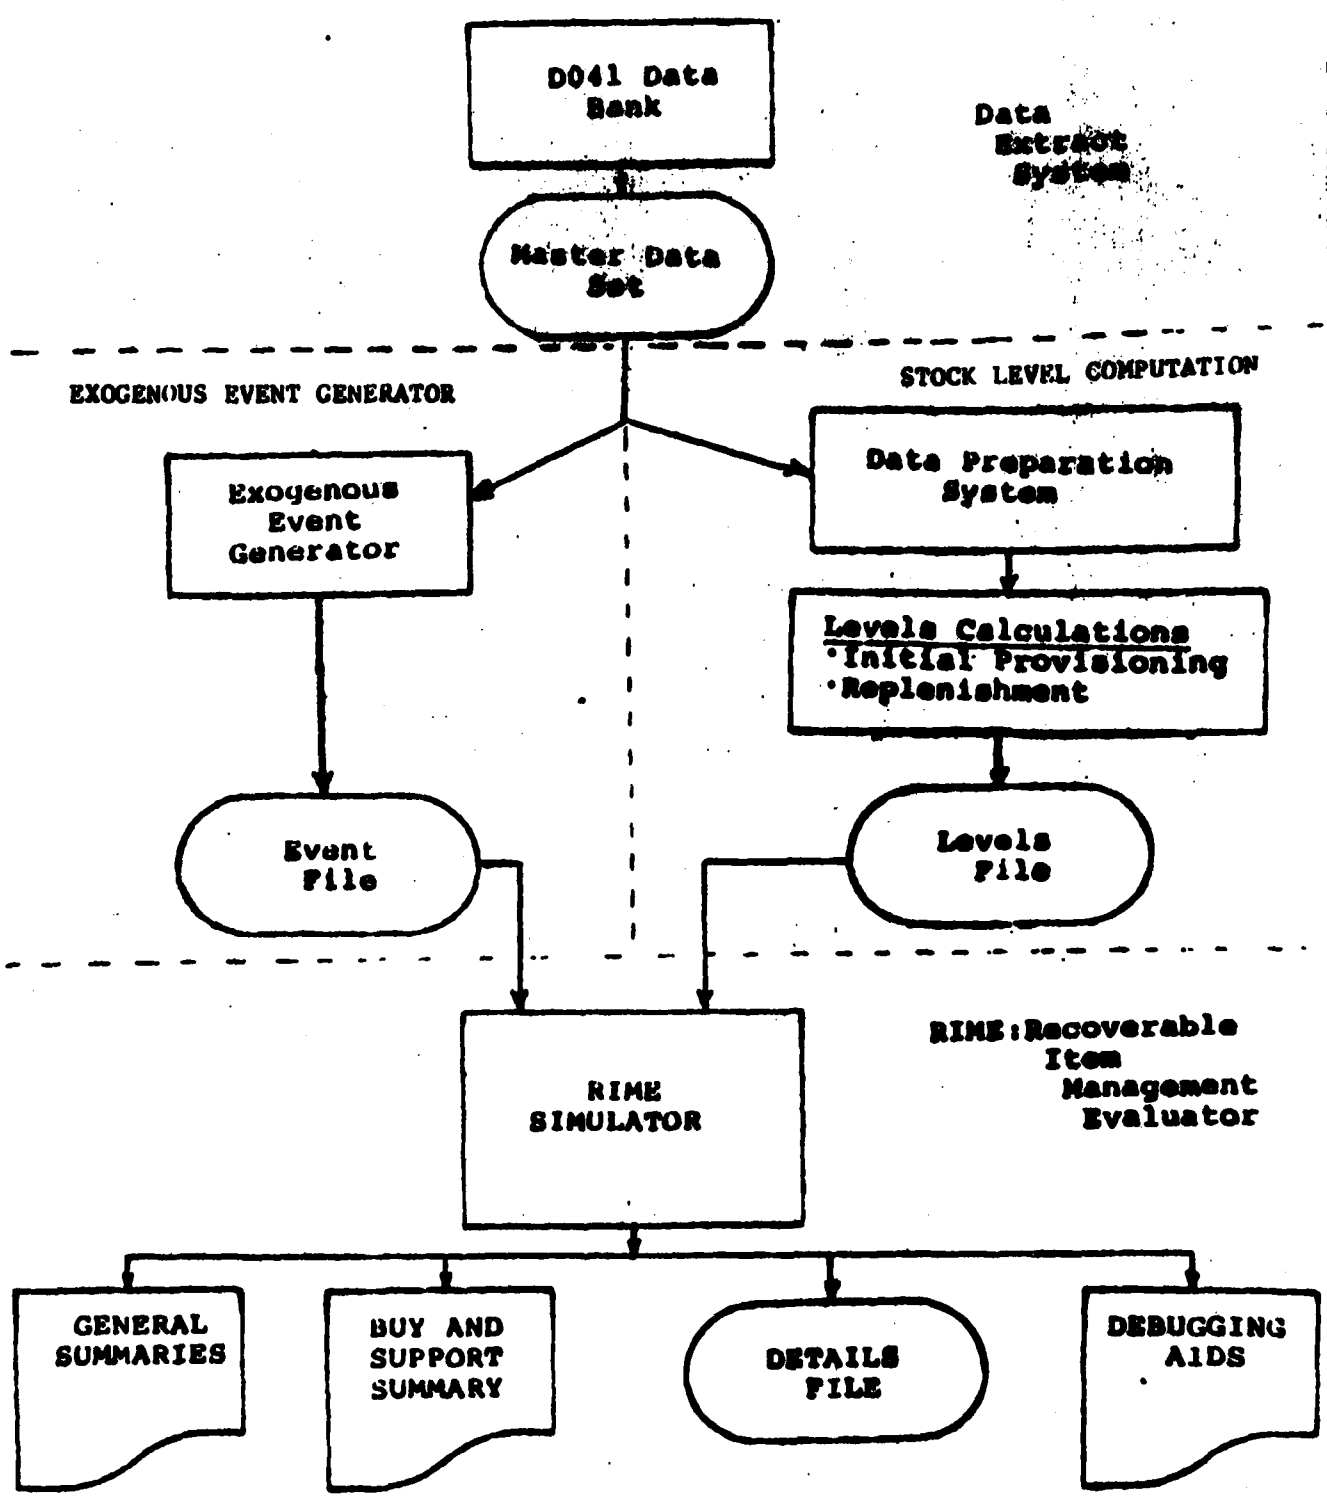 D041 Data
Bank
Data
Extract
System
Master Data
Set
EXOGENOUS EVENT GENERATOR
STOCK LEVEL COMPUTATION
Exogenous
Event
Generator
Data Preparation
System
Levels Calculations
·Initial Provisioning
·Replenishment
Event
File
Levels
File
RIME:Recoverable
Item
Management
Evaluator
RIME
SIMULATOR
GENERAL
SUMMARIES
BUY AND
SUPPORT
SUMMARY
DETAILS
FILE
DEBUGGING
AIDS